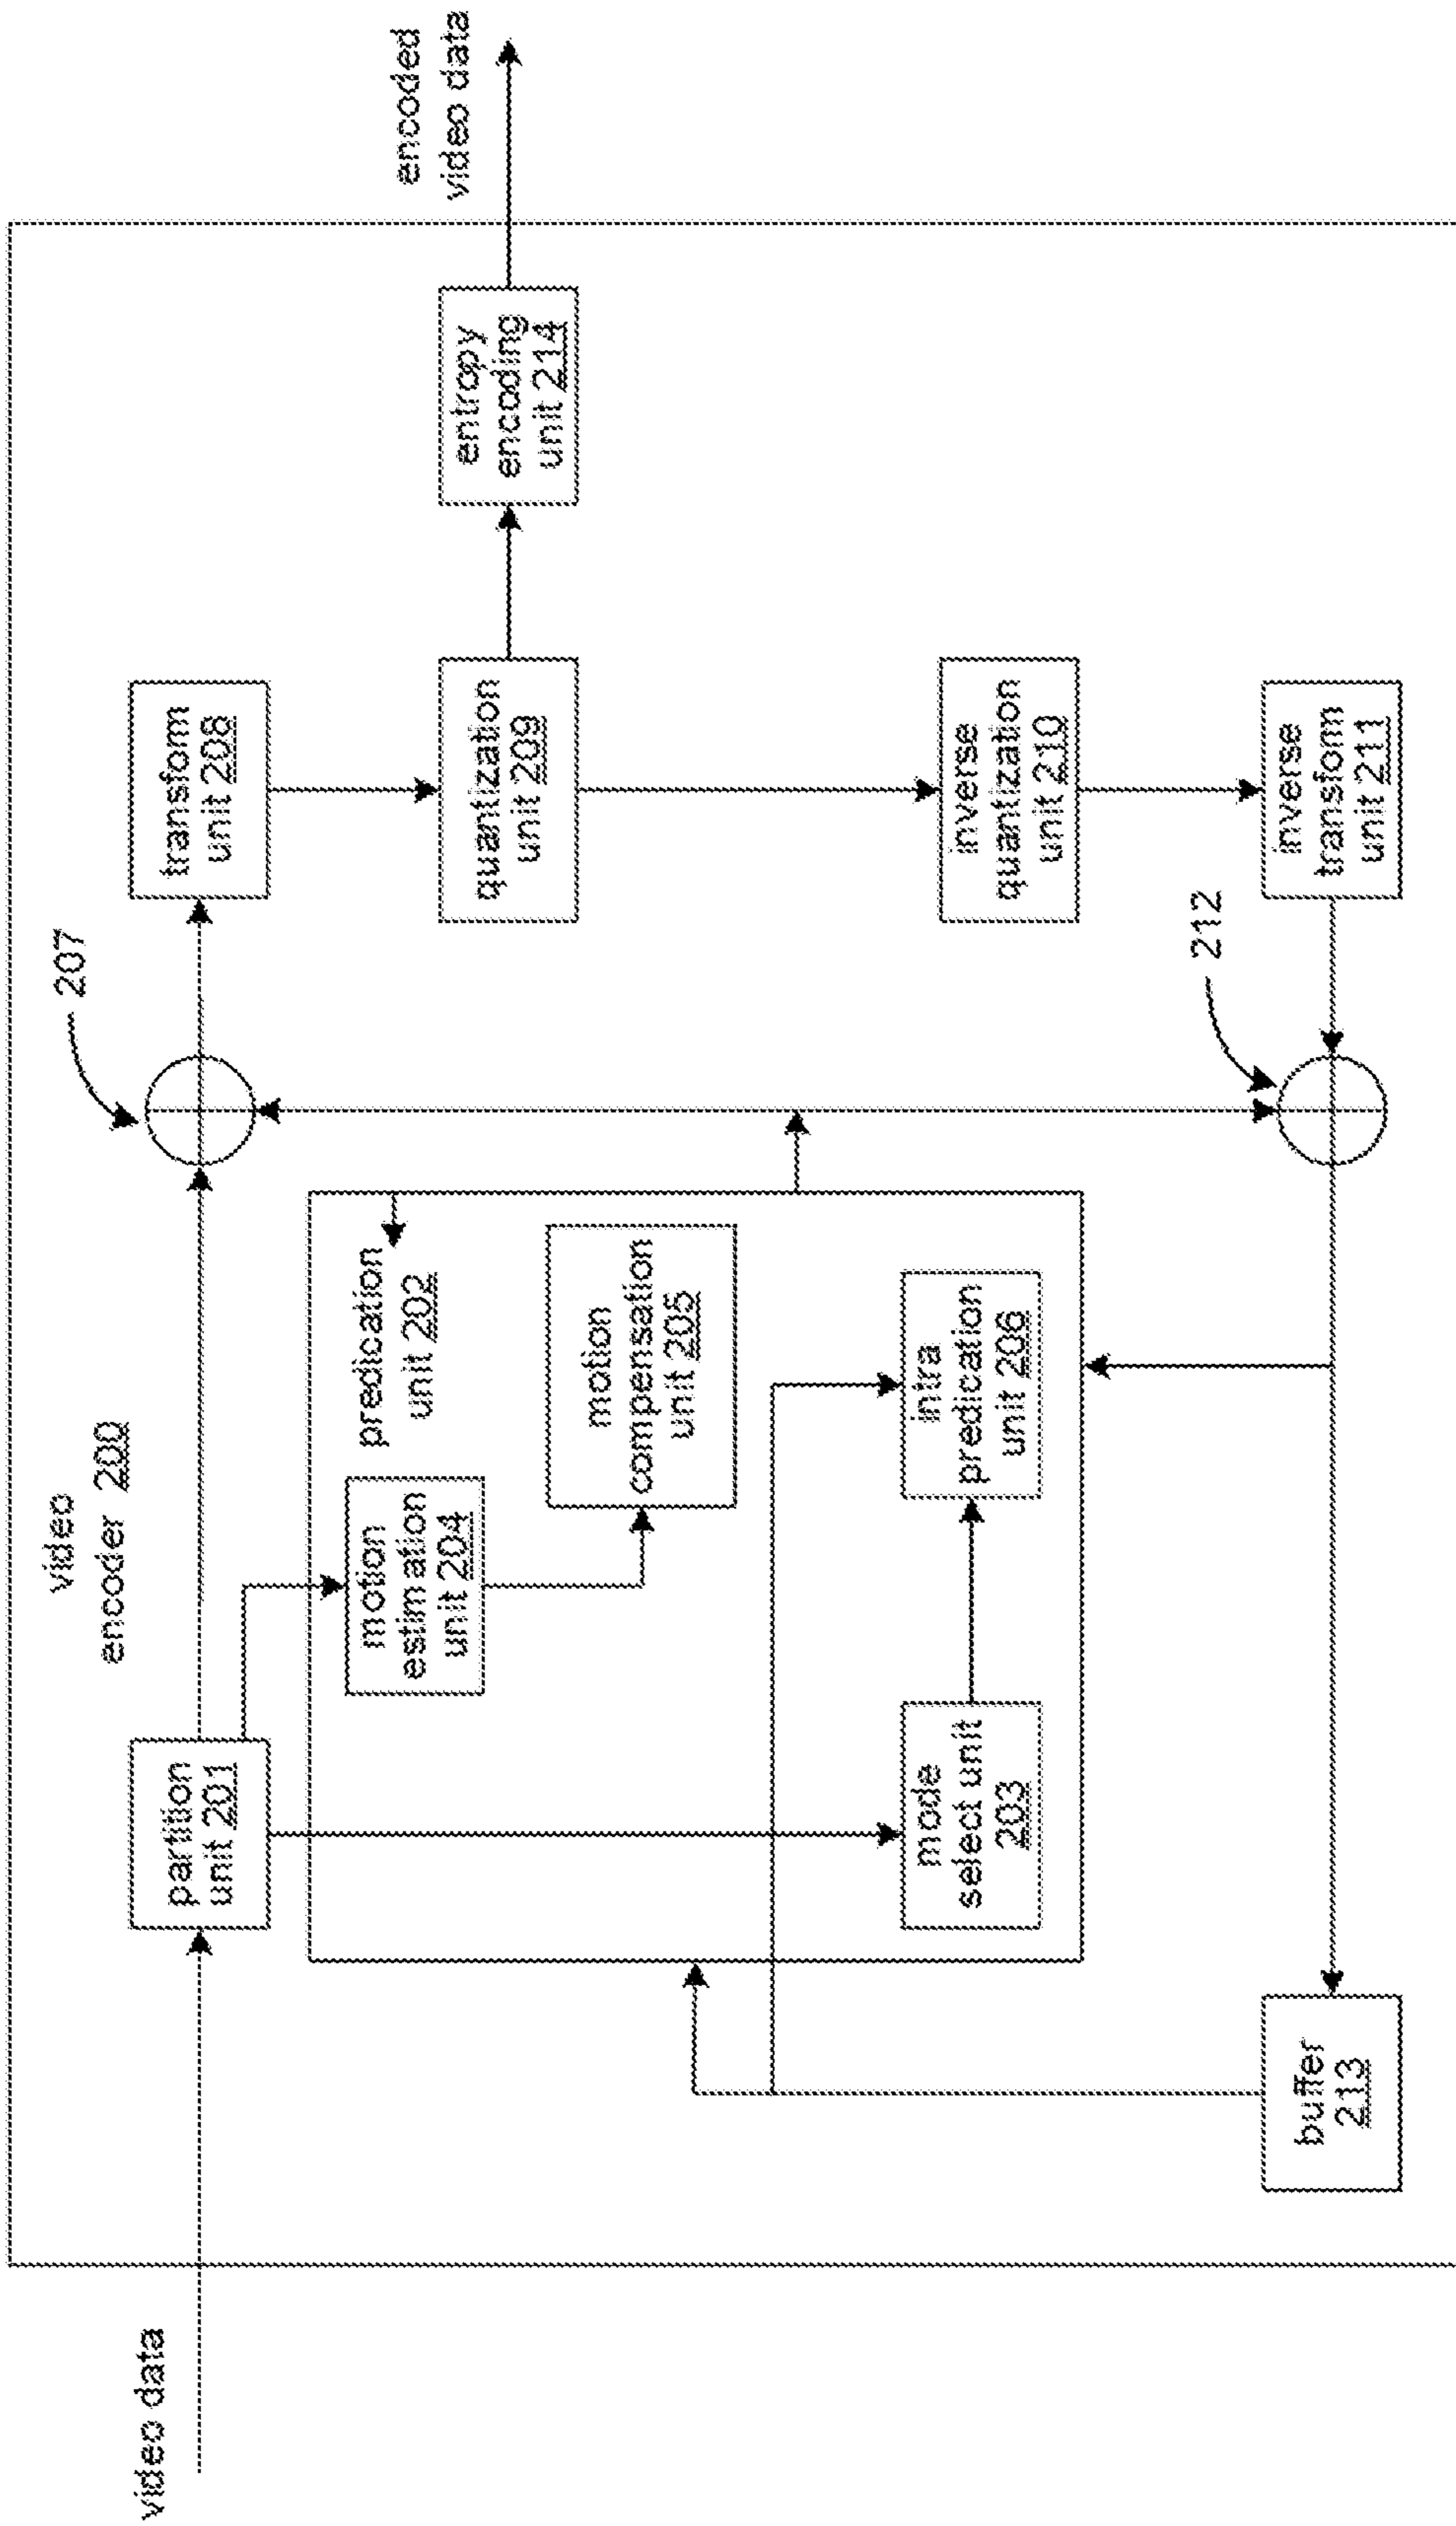 video data
video
encoder 200
partition
unit 201
207
transform
unit 208
encoded
video data
predication
unit 202
motion
estimation
unit 204
motion
compensation
unit 205
quantization
unit 209
entropy
encoding
unit 214
mode
select unit
203
intra
predication
unit 206
inverse
quantization
unit 210
212
buffer
213
inverse
transform
unit 211